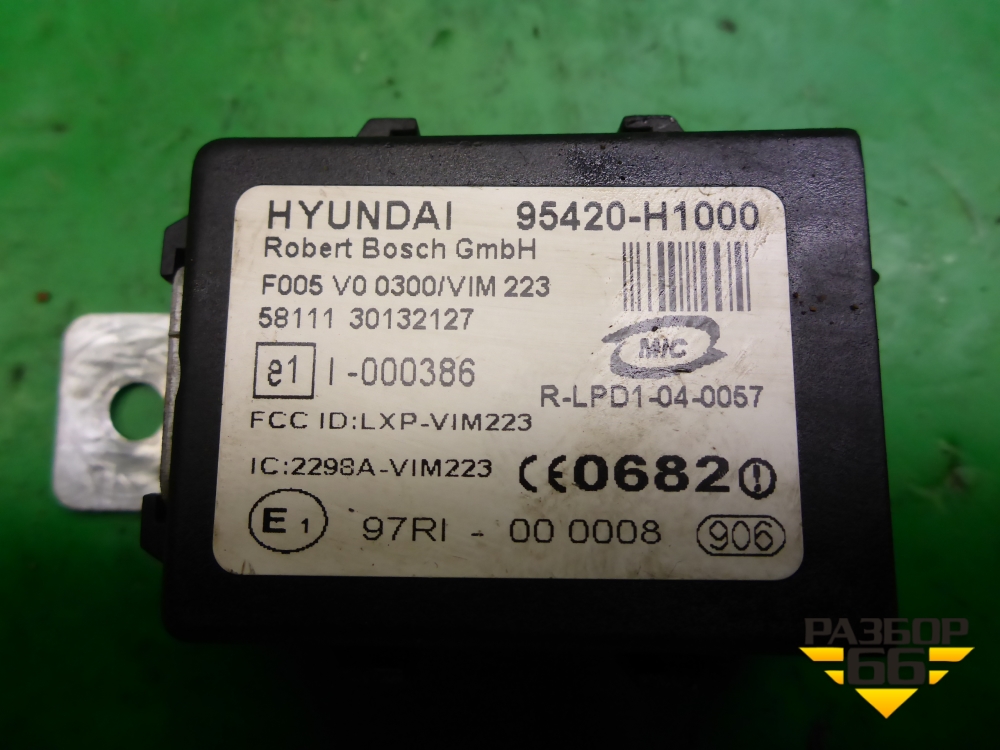 HYUNDAI 95420-H1000
Robert Bosch GmbH
F005 V0 0300/VIM 223
58111 30132127
MIC
e1 I-000386
R-LPD1-04-0057
FCC ID:LXP-VIM223
IC:2298A-VIM223
CE0682
E1 97RI - 00 0008 906
РАЗБОР
66